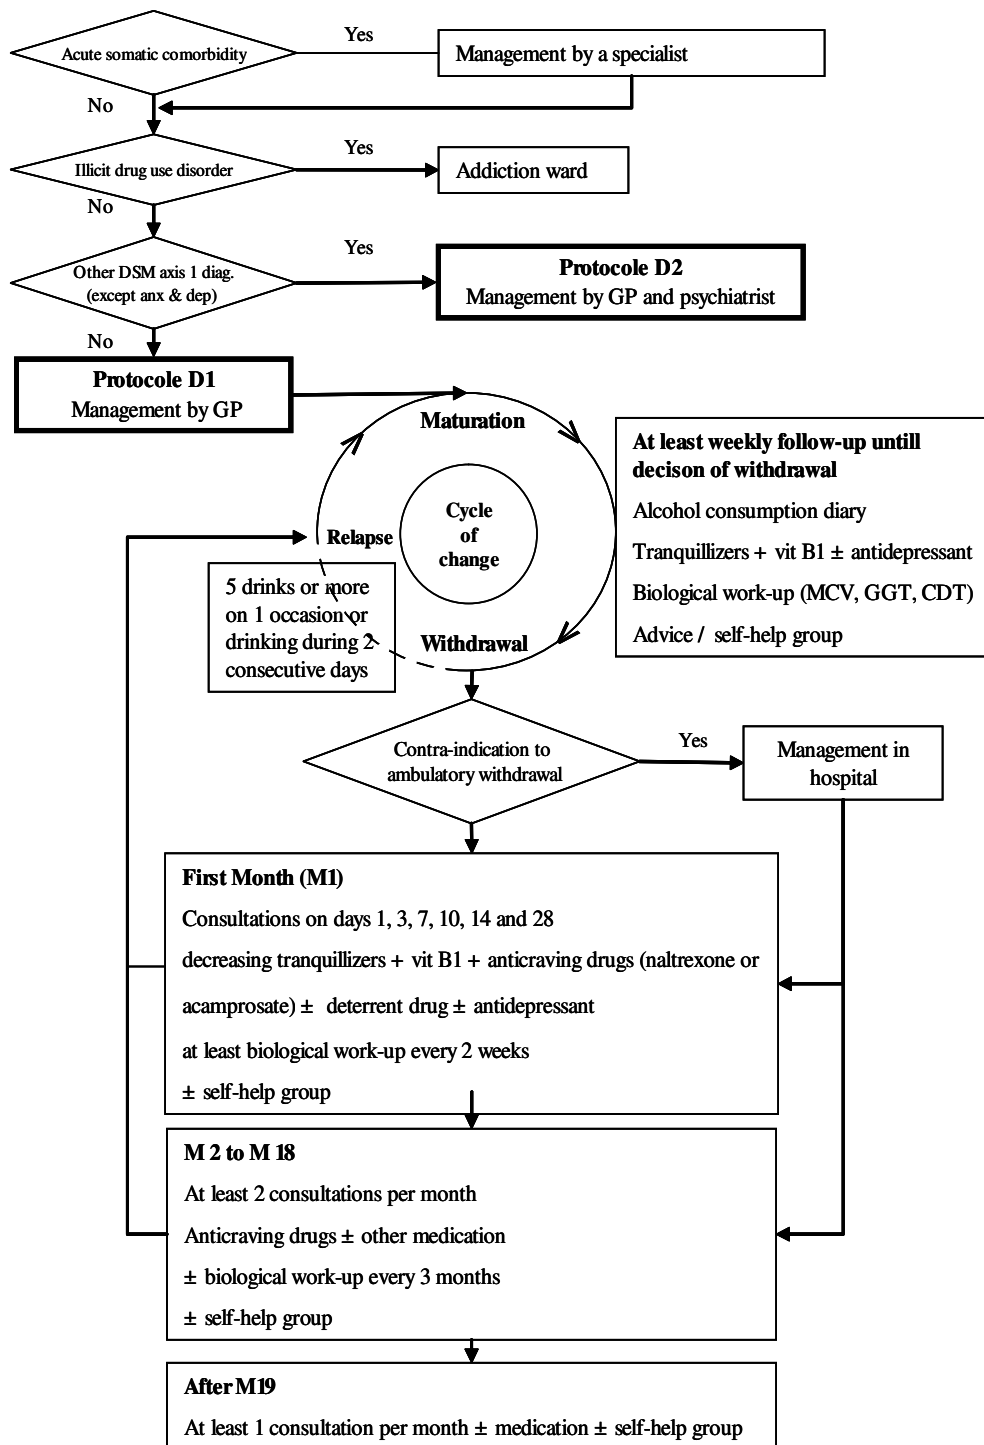 Acute somatic comorbidity
Yes
Management by a specialist
No
Illicit drug use disorder
Yes
Addiction ward
No
Other DSM axis 1 diag.
(except anx & dep)
Yes
Protocole D2
Management by GP and psychiatrist
No
Protocole D1
Management by GP
Maturation
Cycle
of
change
Relapse
Withdrawal
5 drinks or more
on 1 occasion or
drinking during 2
consecutive days
At least weekly follow-up untill
decison of withdrawal
Alcohol consumption diary
Tranquillizers + vit B1 ± antidepressant
Biological work-up (MCV, GGT, CDT)
Advice / self-help group
Contra-indication to
ambulatory withdrawal
Yes
Management in
hospital
First Month (M1)
Consultations on days 1, 3, 7, 10, 14 and 28
decreasing tranquillizers + vit B1 + anticraving drugs (naltrexone or
acamprosate) ± deterrent drug ± antidepressant
at least biological work-up every 2 weeks
± self-help group
M 2 to M 18
At least 2 consultations per month
Anticraving drugs ± other medication
± biological work-up every 3 months
± self-help group
After M19
At least 1 consultation per month ± medication ± self-help group